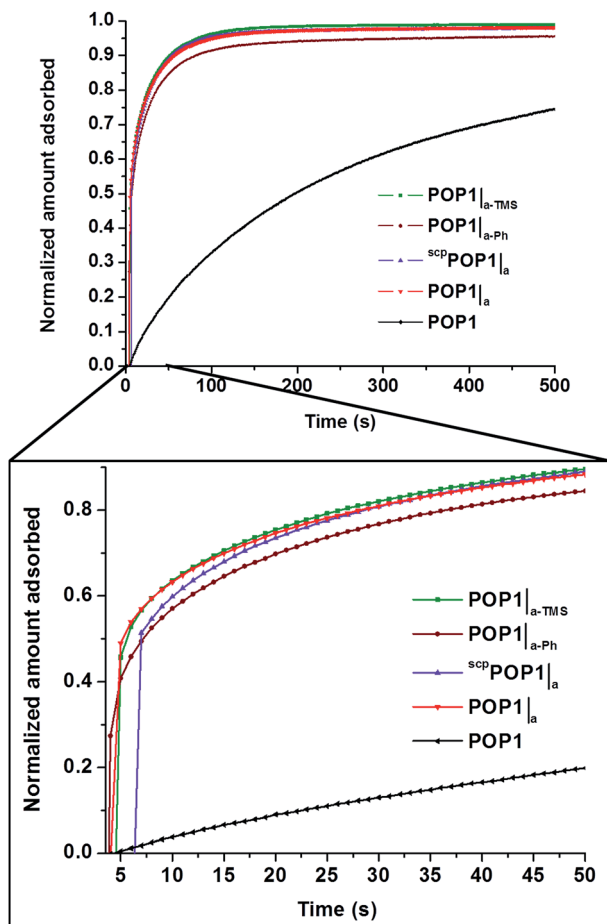 Normalized amount adsorbed
1.0
0.9
0.8
0.7
0.6
0.5
0.4
0.3
0.2
0.1
0.0
POP1|a-TMS
POP1|a-Ph
scpPOP1|a
POP1|a
POP1
0 100 200 300 400 500
Time (s)
Normalized amount adsorbed
0.8
0.6
0.4
0.2
0.0
POP1|a-TMS
POP1|a-Ph
scpPOP1|a
POP1|a
POP1
5 10 15 20 25 30 35 40 45 50
Time (s)